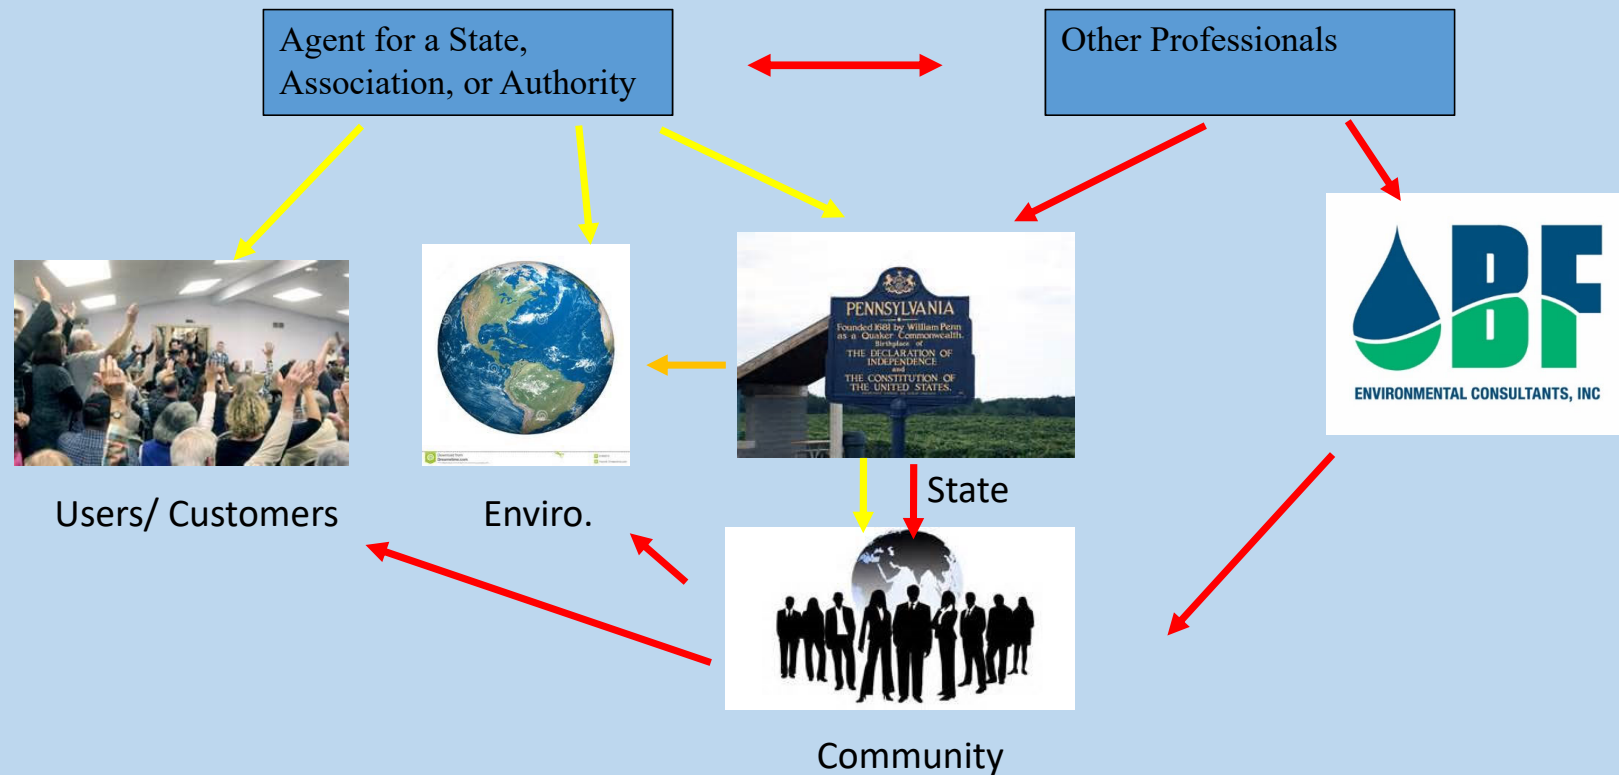 Agent for a State,
Association, or Authority
Other Professionals
PENNSYLVANIA
Founded 1681 by William Penn
as a Quaker Commonwealth.
Birthplace of
THE DECLARATION OF
INDEPENDENCE
and
THE CONSTITUTION OF
THE UNITED STATES.
BF
ENVIRONMENTAL CONSULTANTS, INC
Users/ Customers
Enviro.
State
Community